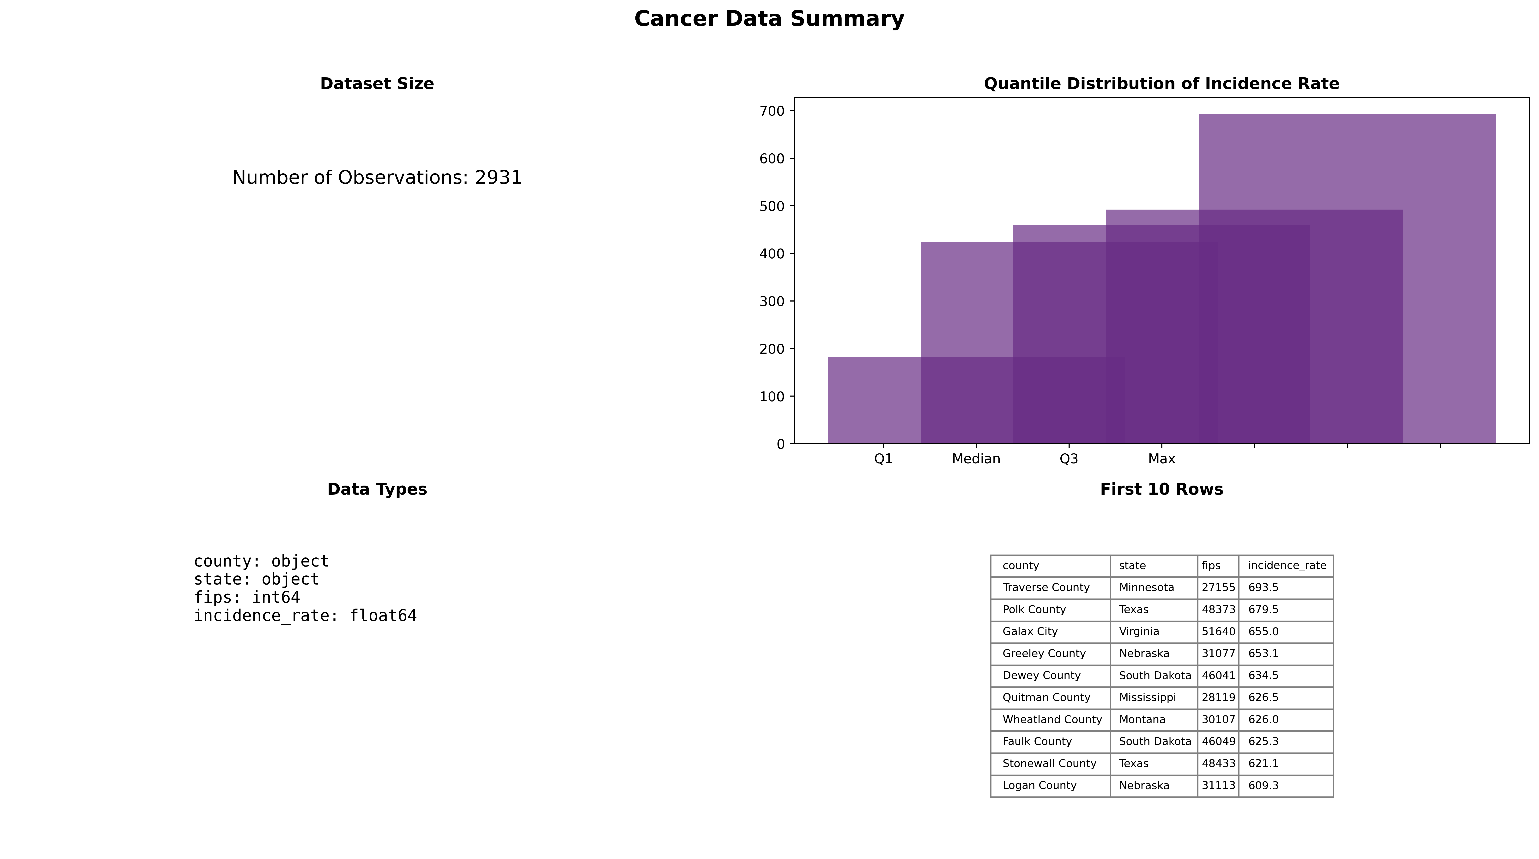 Cancer Data Summary
Dataset Size
Number of Observations: 2931
Quantile Distribution of Incidence Rate
700
600
500
400
300
200
100
0
Q1 Median Q3 Max
Data Types
county: object
state: object
fips: int64
incidence_rate: float64
First 10 Rows
county state fips incidence_rate
Traverse County Minnesota 27155 693.5
Polk County Texas 48373 679.5
Galax City Virginia 51640 655.0
Greeley County Nebraska 31077 653.1
Dewey County South Dakota 46041 634.5
Quitman County Mississippi 28119 626.5
Wheatland County Montana 30107 626.0
Faulk County South Dakota 46049 625.3
Stonewall County Texas 48433 621.1
Logan County Nebraska 31113 609.3